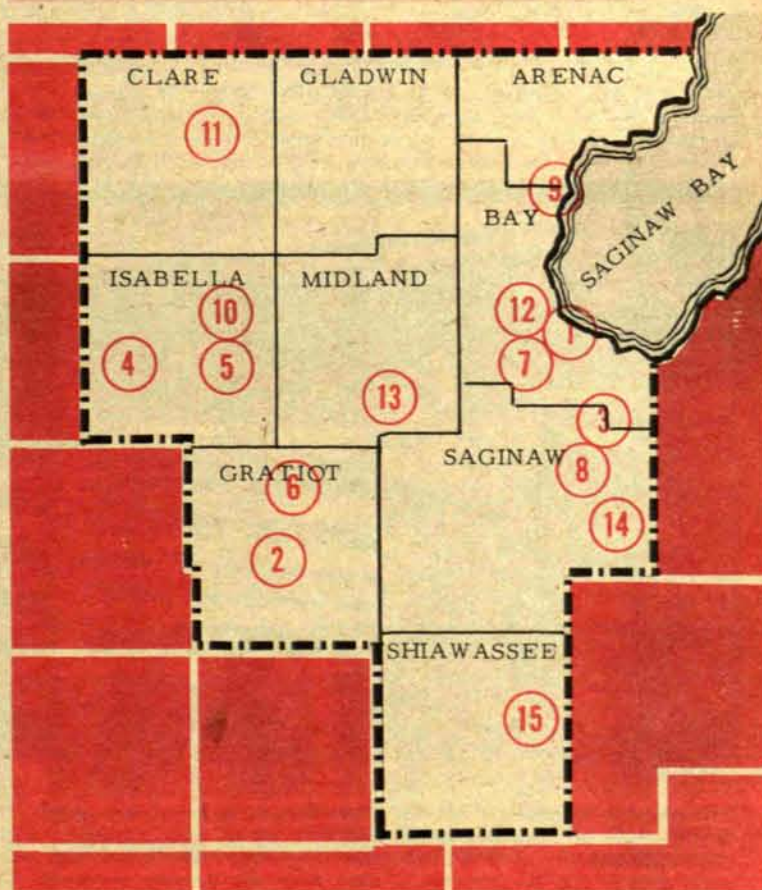 CLARE
GLADWIN
ARENAC
11
9
BAY
SAGINAW BAY
ISABELLA
MIDLAND
10
12
1
4
5
7
13
3
GRATIOT
SAGINAW
6
8
14
2
SHIAWASSEE
15